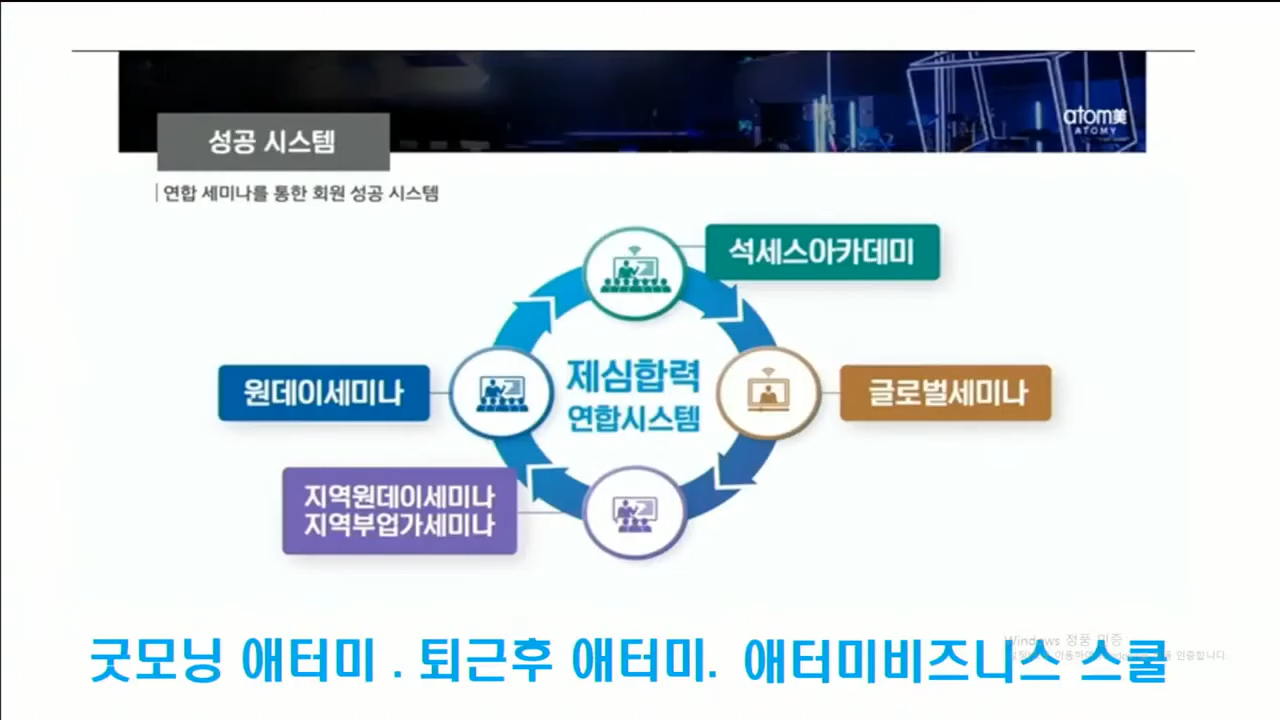 atom美
ATOMY
성공 시스템
연합 세미나를 통한 회원 성공 시스템
석세스아카데미
원데이세미나
제심합력
연합시스템
글로벌세미나
지역원데이세미나
지역부업가세미나
굿모닝 애터미 . 퇴근후 애터미. 애터미비즈니스 스쿨
Windows 정품 인증